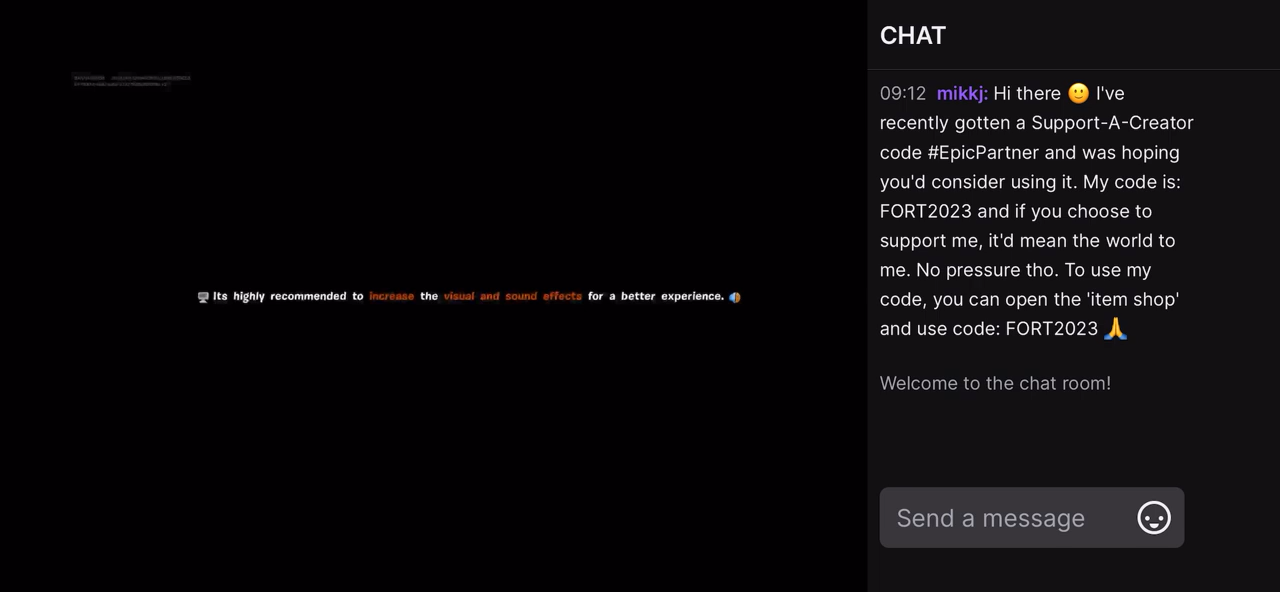 🖥️ Its highly recommended to increase the visual and sound effects for a better experience.
CHAT
09:12 mikkj: Hi there 🙂 I've
recently gotten a Support-A-Creator
code #EpicPartner and was hoping
you'd consider using it. My code is:
FORT2023 and if you choose to
support me, it'd mean the world to
me. No pressure tho. To use my
code, you can open the 'item shop'
and use code: FORT2023 🙏
Welcome to the chat room!
Send a message